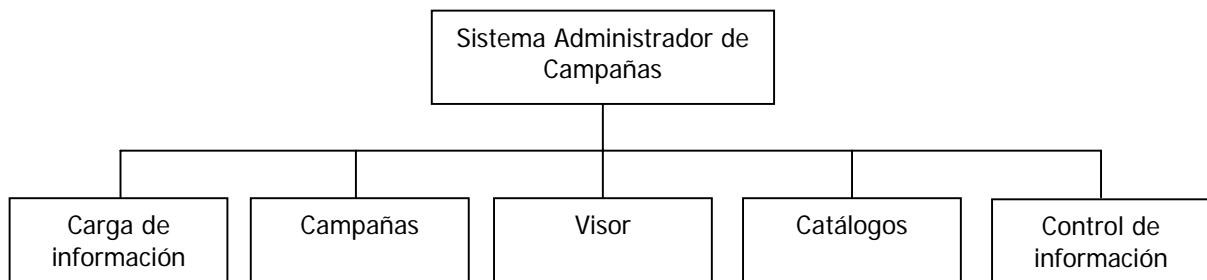 Sistema Administrador de
Campañas
Carga de
información
Campañas
Visor
Catálogos
Control de
información